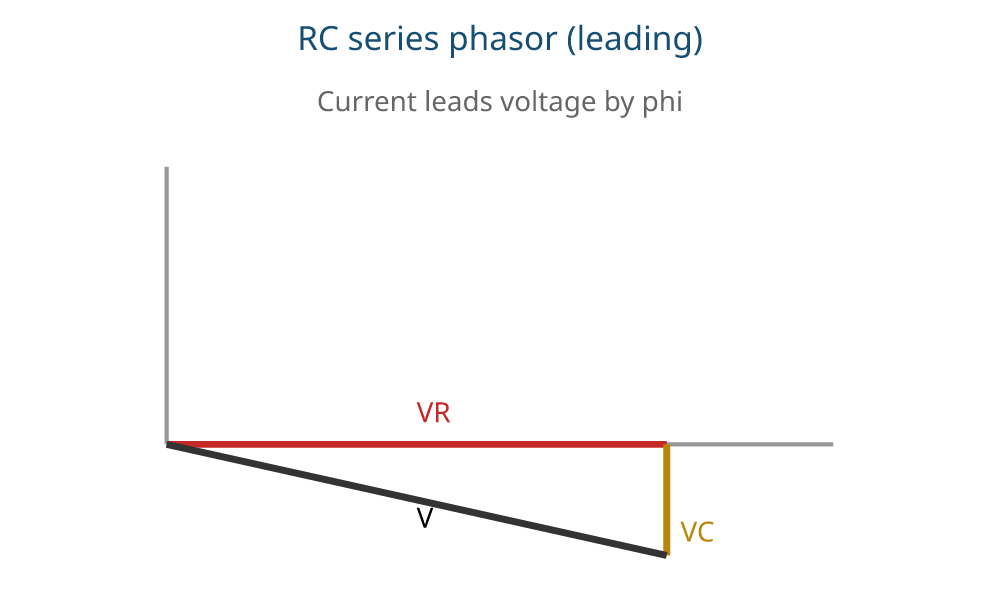 RC series phasor (leading)
Current leads voltage by phi
VR
V
VC